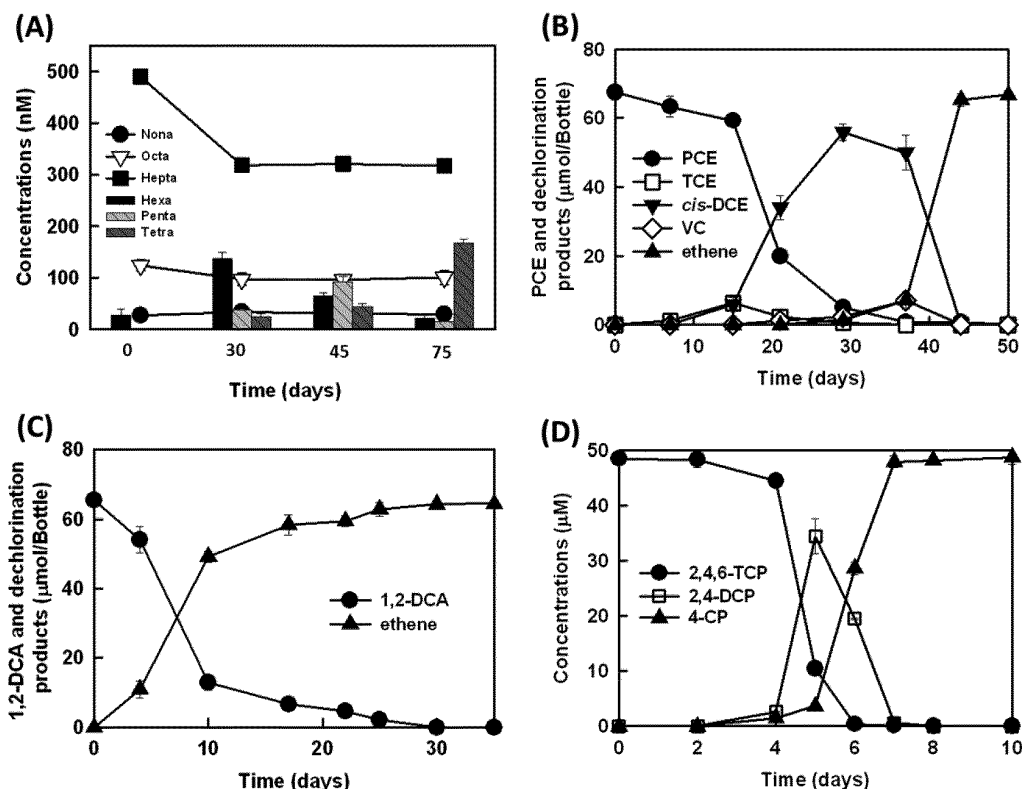 (A)
Concentrations (nM)
500
400
300
200
100
0
Nona
Octa
Hepta
Hexa
Penta
Tetra
0 30 45 75
Time (days)
(B)
PCE and dechlorination
products (μmol/Bottle)
80
60
40
20
0
PCE
TCE
cis-DCE
VC
ethene
0 10 20 30 40 50
Time (days)
(C)
1,2-DCA and dechlorination
products (μmol/Bottle)
80
60
40
20
0
1,2-DCA
ethene
0 10 20 30
Time (days)
(D)
Concentrations (μM)
50
40
30
20
10
0
2,4,6-TCP
2,4-DCP
4-CP
0 2 4 6 8 10
Time (days)